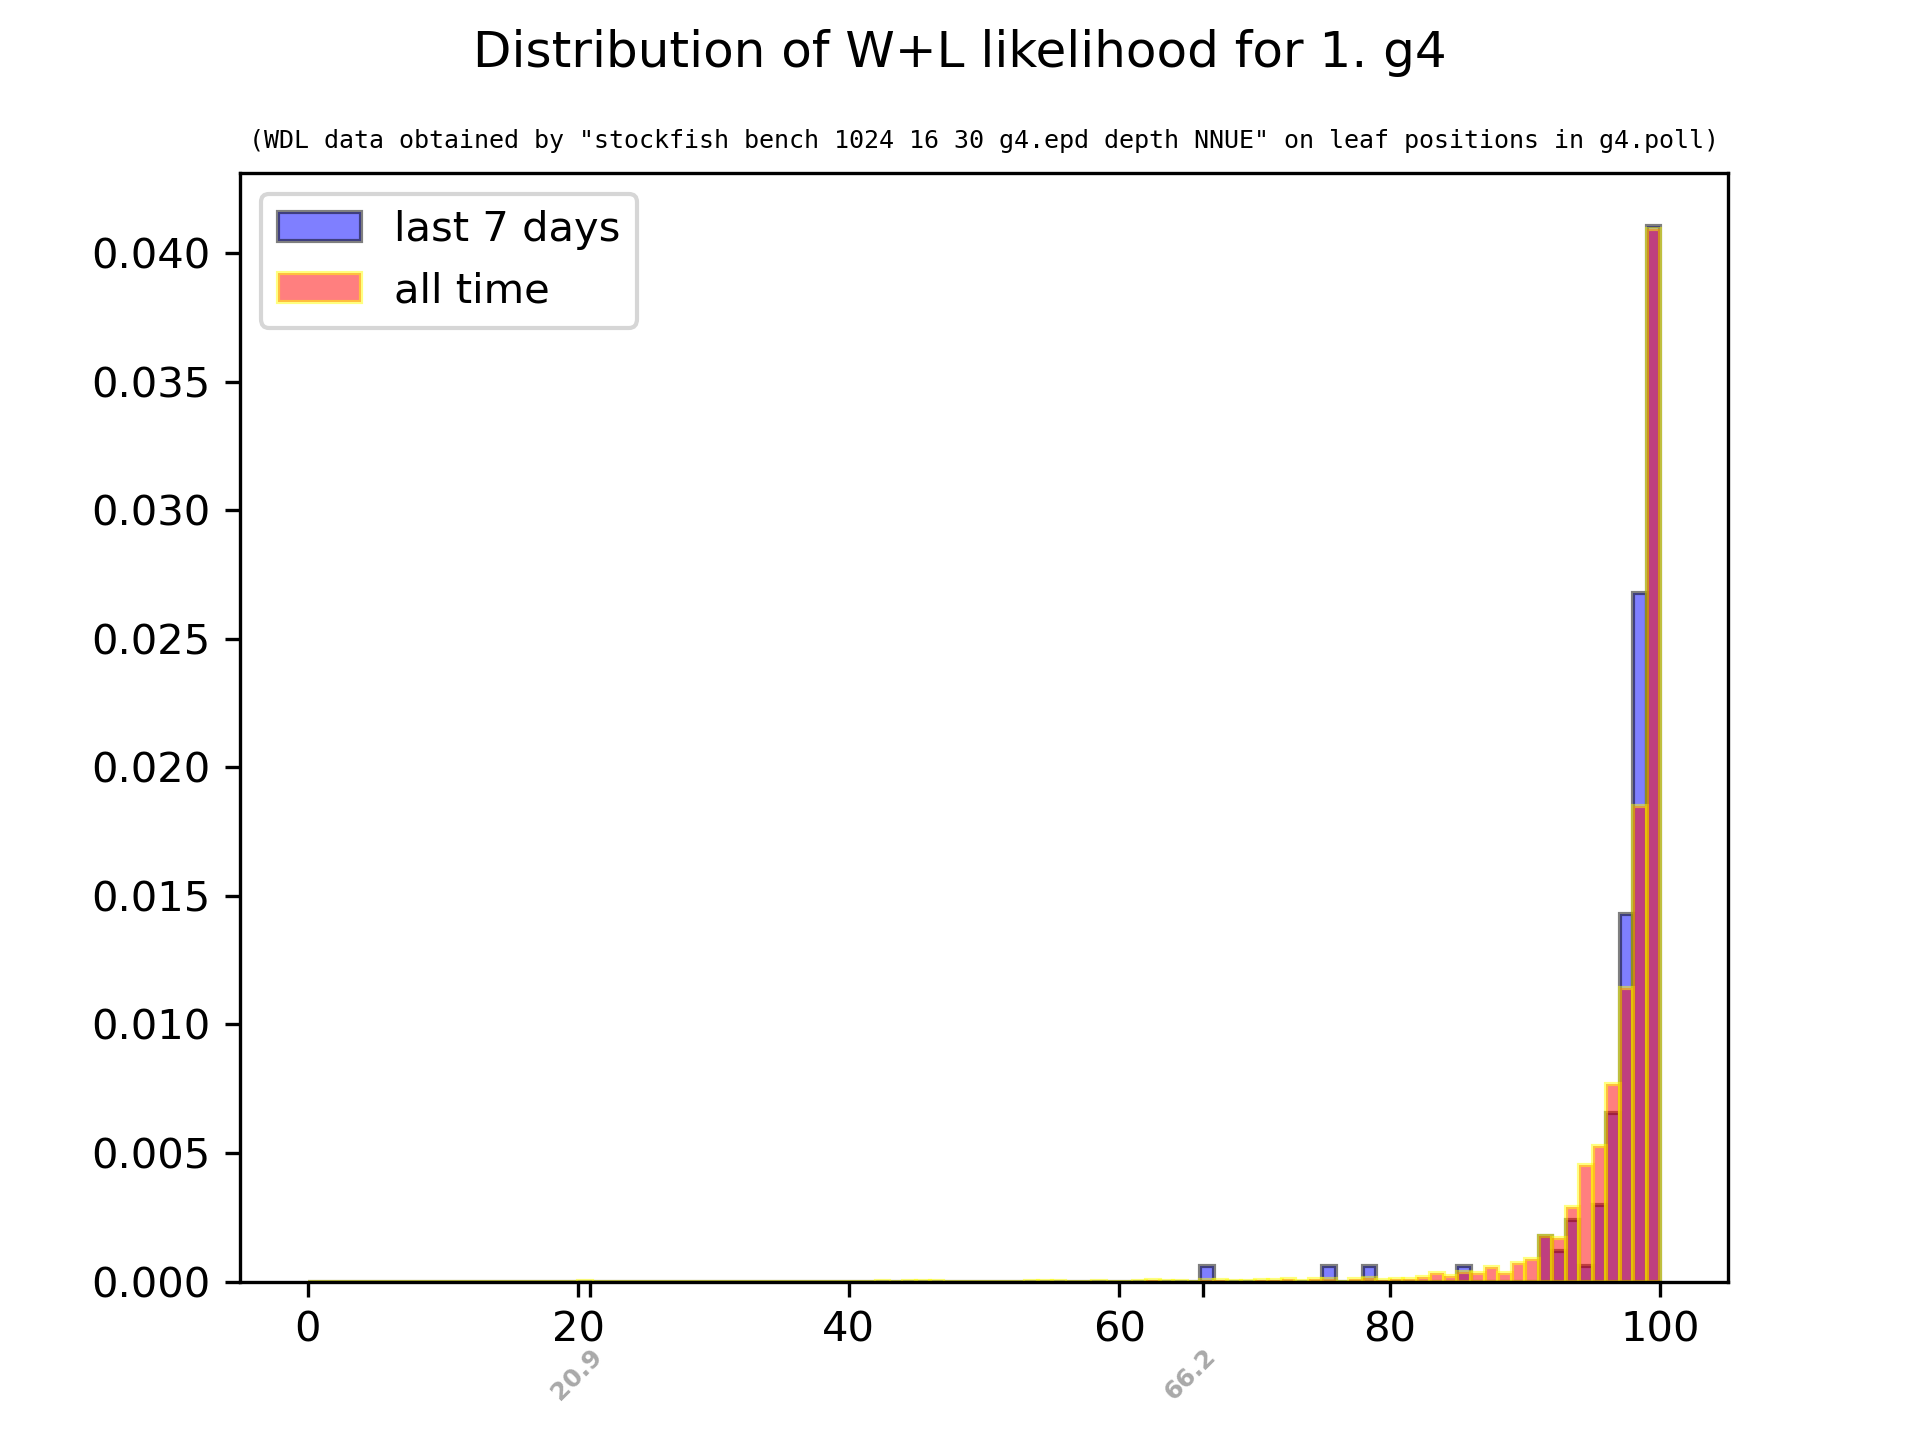 Distribution of W+L likelihood for 1. g4
(WDL data obtained by "stockfish bench 1024 16 30 g4.epd depth NNUE" on leaf positions in g4.poll)
last 7 days
all time
0.040
0.035
0.030
0.025
0.020
0.015
0.010
0.005
0.000
0 20 40 60 80 100
20.9 66.2